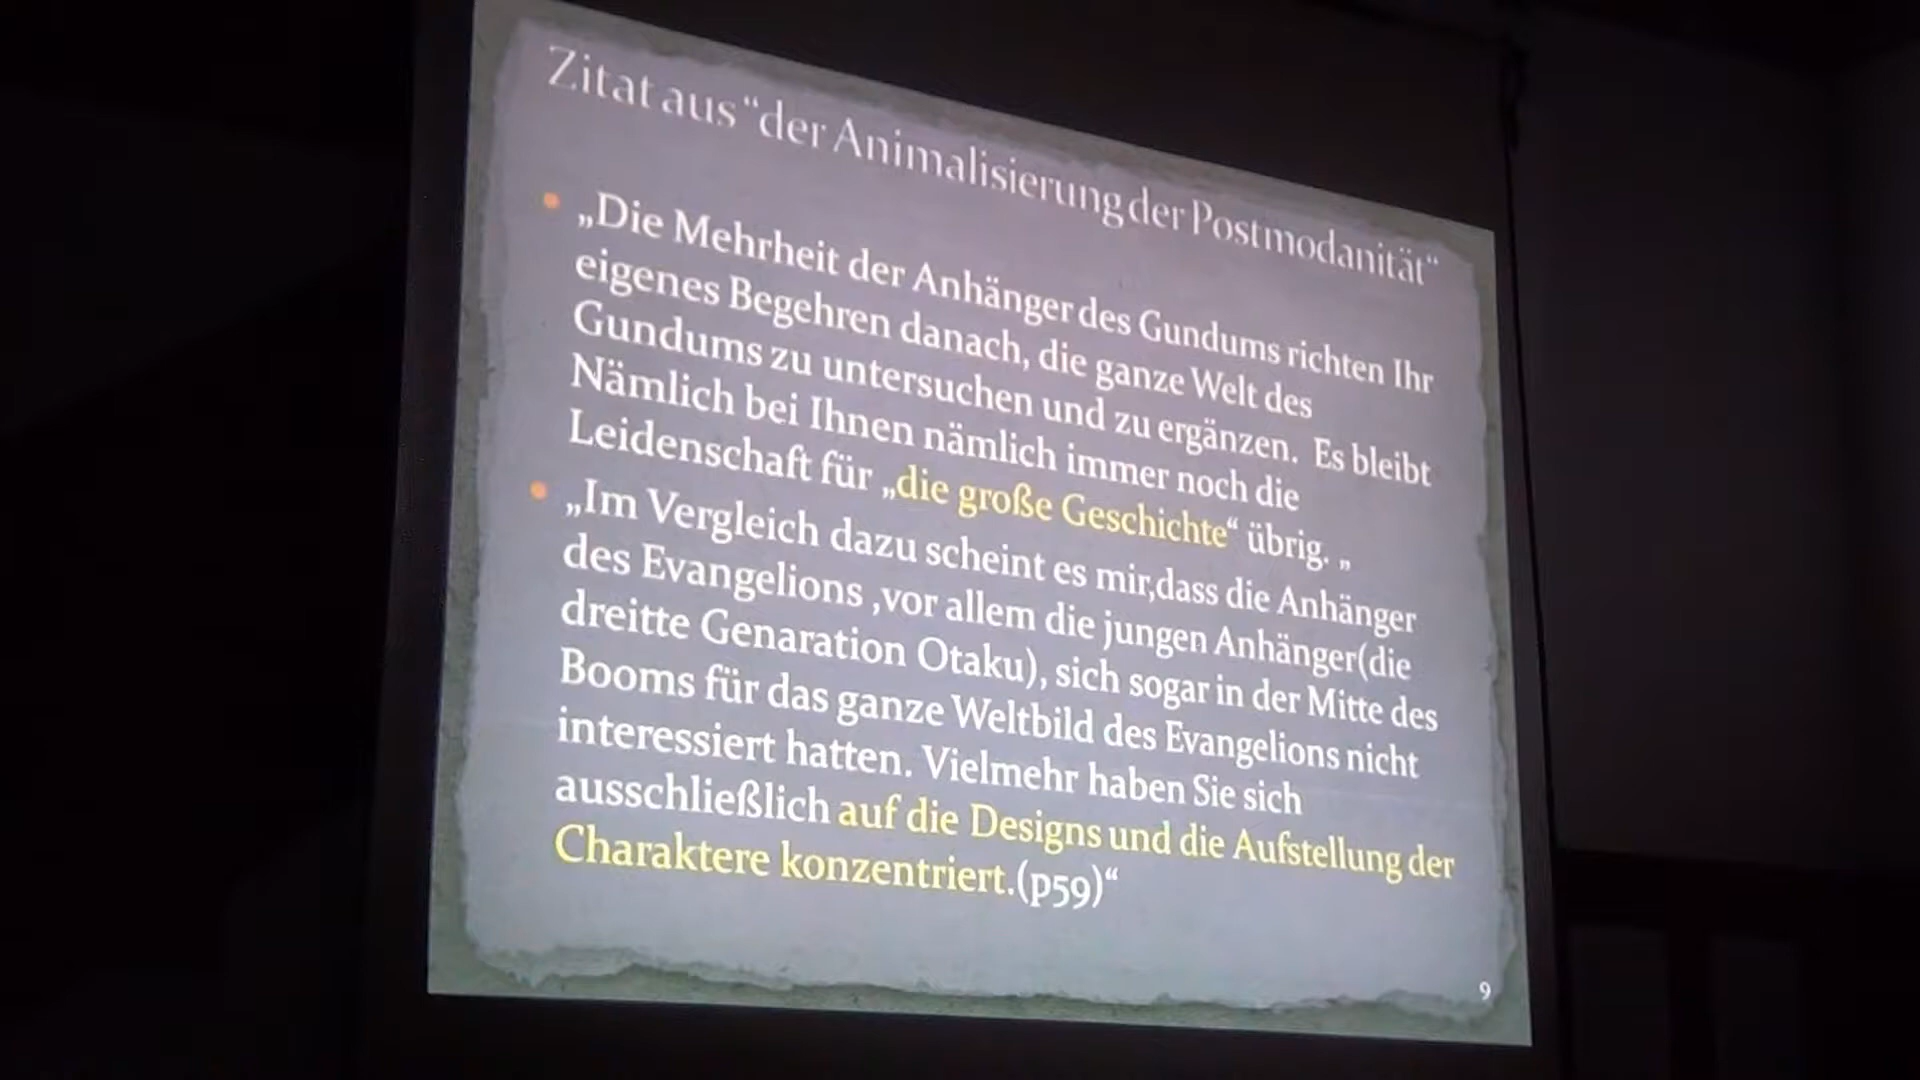 Zitat aus “der Animalisierung der Postmodanität“
„Die Mehrheit der Anhänger des Gundums richten Ihr
eigenes Begehren danach, die ganze Welt des
Gundums zu untersuchen und zu ergänzen. Es bleibt
Nämlich bei Ihnen nämlich immer noch die
Leidenschaft für „die große Geschichte“ übrig. „
„Im Vergleich dazu scheint es mir,dass die Anhänger
des Evangelions ,vor allem die jungen Anhänger(die
dreitte Genaration Otaku), sich sogar in der Mitte des
Booms für das ganze Weltbild des Evangelions nicht
interessiert hatten. Vielmehr haben Sie sich
ausschließlich auf die Designs und die Aufstellung der
Charaktere konzentriert.(p59)“
9